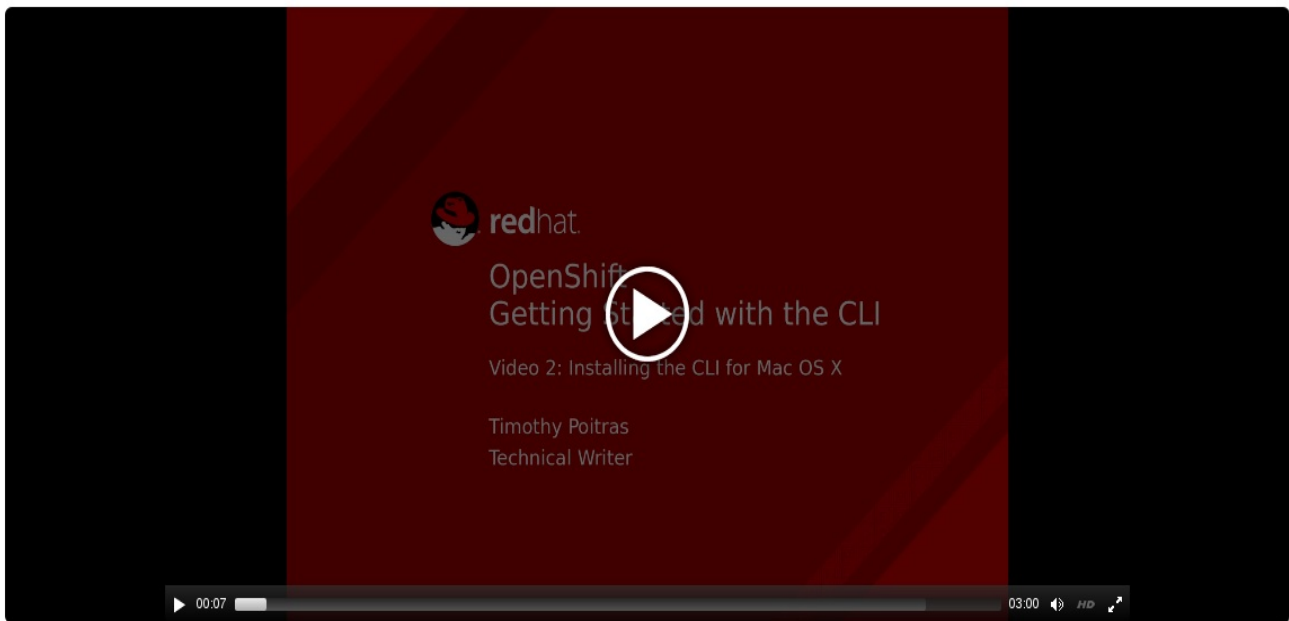 redhat.
OpenShift
Getting Started with the CLI
Video 2: Installing the CLI for Mac OS X
Timothy Poitras
Technical Writer
00:07
03:00
HD